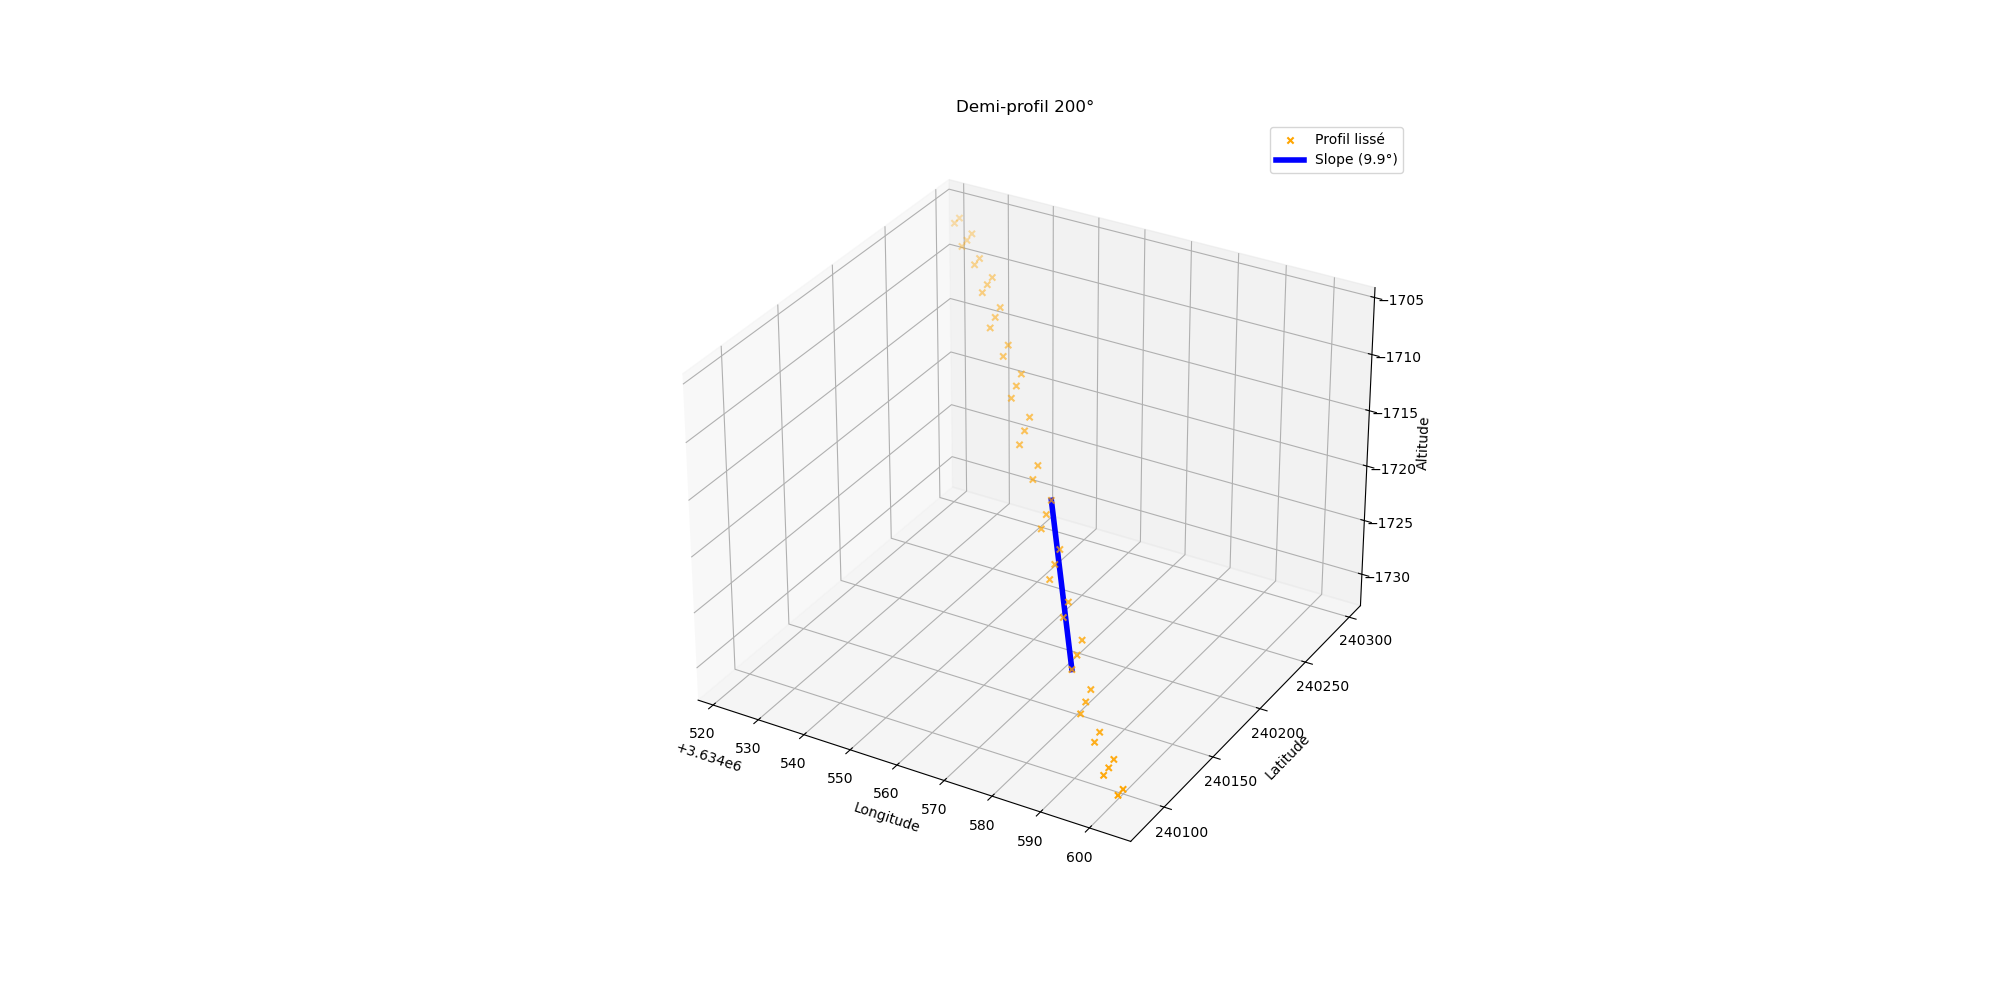 Demi-profil 200°
Profil lissé
Slope (9.9°)
−1705
−1710
−1715
−1720
−1725
−1730
Altitude
240300
240250
240200
240150
240100
Latitude
520
530
540
550
560
570
580
590
600
+3.634e6
Longitude